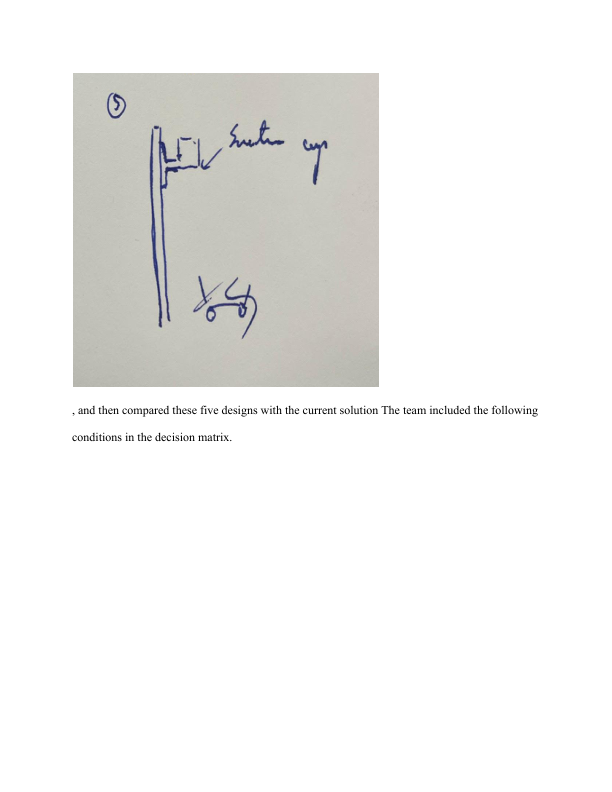 5
Suction cup
, and then compared these five designs with the current solution The team included the following
conditions in the decision matrix.